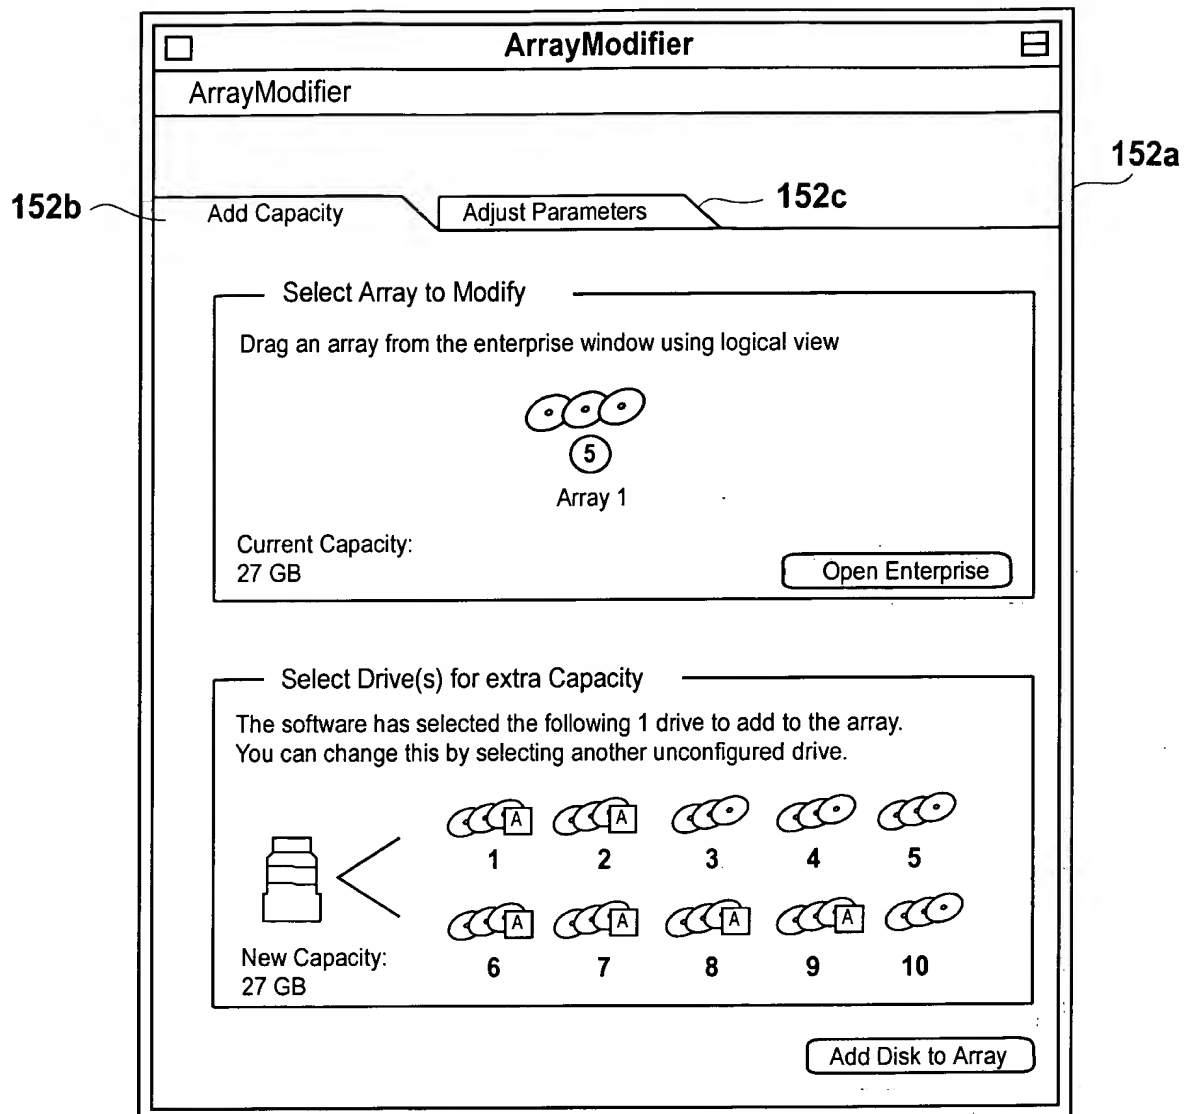 ArrayModifier
ArrayModifier
152a
152b
Add Capacity
Adjust Parameters
152c
Select Array to Modify
Drag an array from the enterprise window using logical view
5
Array 1
Current Capacity:
27 GB
Open Enterprise
Select Drive(s) for extra Capacity
The software has selected the following 1 drive to add to the array.
You can change this by selecting another unconfigured drive.
A A
1 2 3 4 5
A A A A
6 7 8 9 10
New Capacity:
27 GB
Add Disk to Array